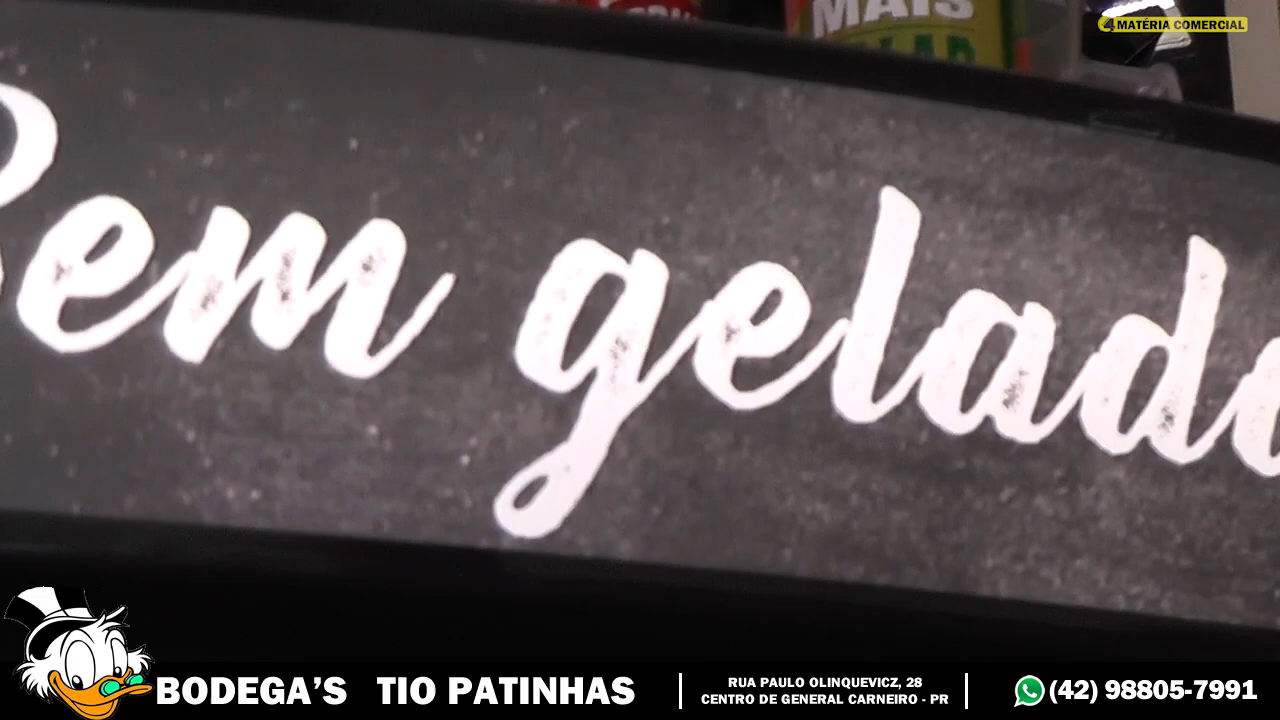 MAIS
MATÉRIA COMERCIAL
Bem gelada
BODEGA'S TIO PATINHAS
RUA PAULO OLINQUEVICZ, 28
CENTRO DE GENERAL CARNEIRO - PR
(42) 98805-7991